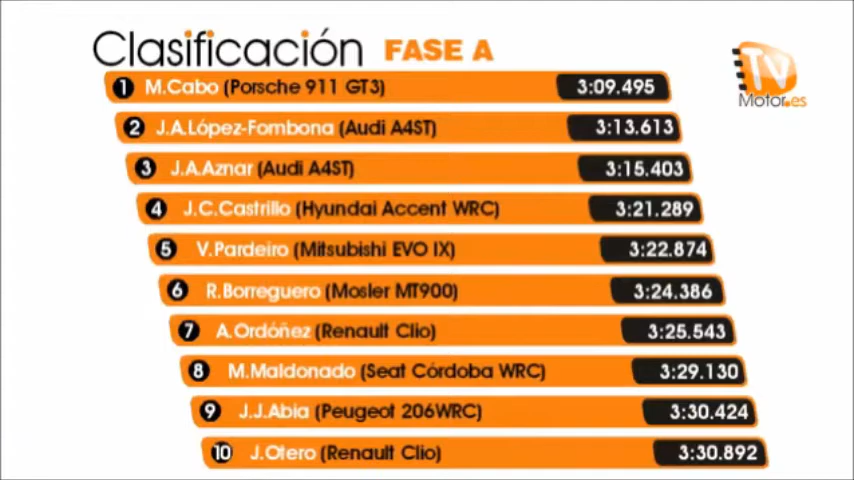 Clasificación FASE A
TV
Motor.es
1 M.Cabo (Porsche 911 GT3) 3:09.495
2 J.A.López-Fombona (Audi A4ST) 3:13.613
3 J.A.Aznar (Audi A4ST) 3:15.403
4 J.C.Castrillo (Hyundai Accent WRC) 3:21.289
5 V.Pardeiro (Mitsubishi EVO IX) 3:22.874
6 R.Borreguero (Mosler MT900) 3:24.386
7 A.Ordóñez (Renault Clio) 3:25.543
8 M.Maldonado (Seat Córdoba WRC) 3:29.130
9 J.J.Abia (Peugeot 206WRC) 3:30.424
10 J.Otero (Renault Clio) 3:30.892